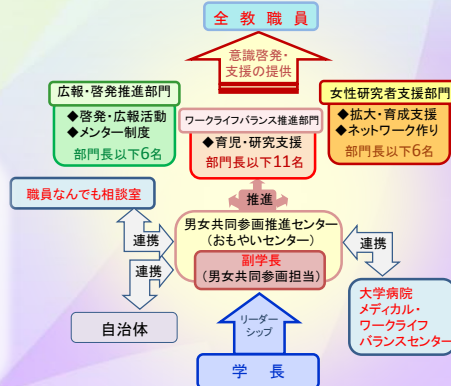 全教職員
意識啓発・
支援の提供
広報・啓発推進部門
◆啓発・広報活動
◆メンター制度
部門長以下6名
ワークライフバランス推進部門
◆育児・研究支援
部門長以下11名
女性研究者支援部門
◆拡大・育成支援
◆ネットワーク作り
部門長以下6名
推進
職員なんでも相談室
連携
男女共同参画推進センター
(おもやいセンター)
副学長
(男女共同参画担当)
連携
連携
自治体
大学病院
メディカル・
ワークライフ
バランスセンター
リーダー
シップ
学長